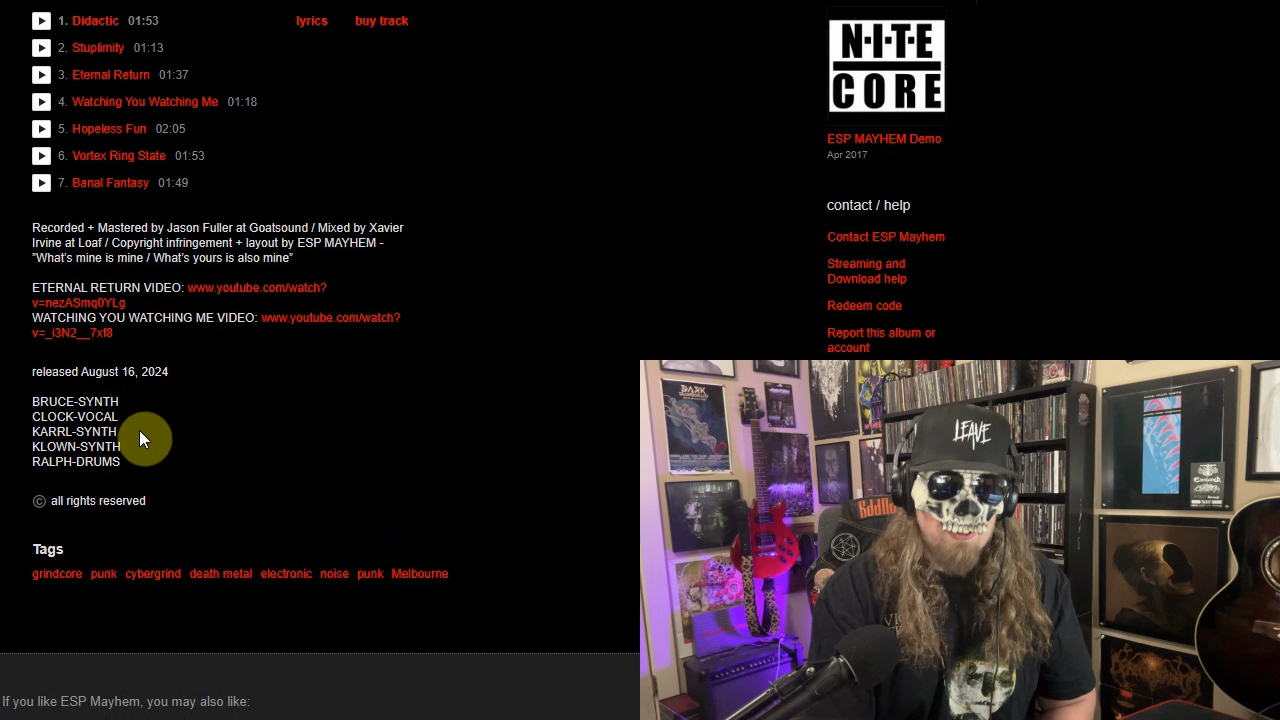 1. Didactic 01:53 lyrics buy track
2. Stuplimity 01:13
3. Eternal Return 01:37
4. Watching You Watching Me 01:18
5. Hopeless Fun 02:05
6. Vortex Ring State 01:53
7. Banal Fantasy 01:49
Recorded + Mastered by Jason Fuller at Goatsound / Mixed by Xavier
Irvine at Loaf / Copyright infringement + layout by ESP MAYHEM -
"What's mine is mine / What's yours is also mine"
ETERNAL RETURN VIDEO: www.youtube.com/watch?
v=nezASmq0YLg
WATCHING YOU WATCHING ME VIDEO: www.youtube.com/watch?
v=_i3N2__7xf8
released August 16, 2024
BRUCE-SYNTH
CLOCK-VOCAL
KARRL-SYNTH
KLOWN-SYNTH
RALPH-DRUMS
© all rights reserved
Tags
grindcore punk cybergrind death metal electronic noise punk Melbourne
If you like ESP Mayhem, you may also like:
N·I·T·E
CORE
ESP MAYHEM Demo
Apr 2017
contact / help
Contact ESP Mayhem
Streaming and
Download help
Redeem code
Report this album or
account
DARK
LEAVE